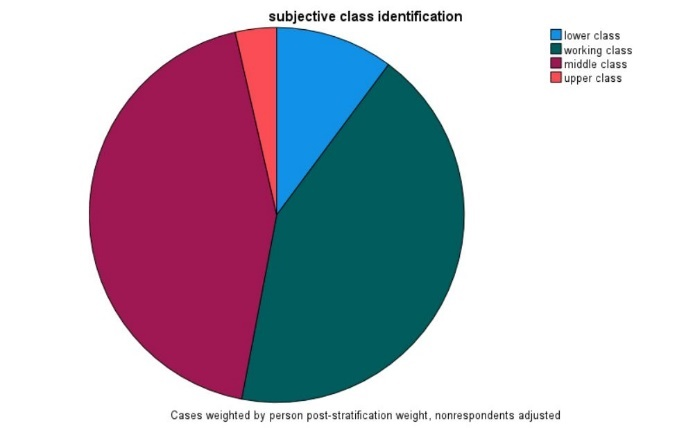 subjective class identification
lower class
working class
middle class
upper class
Cases weighted by person post-stratification weight, nonrespondents adjusted